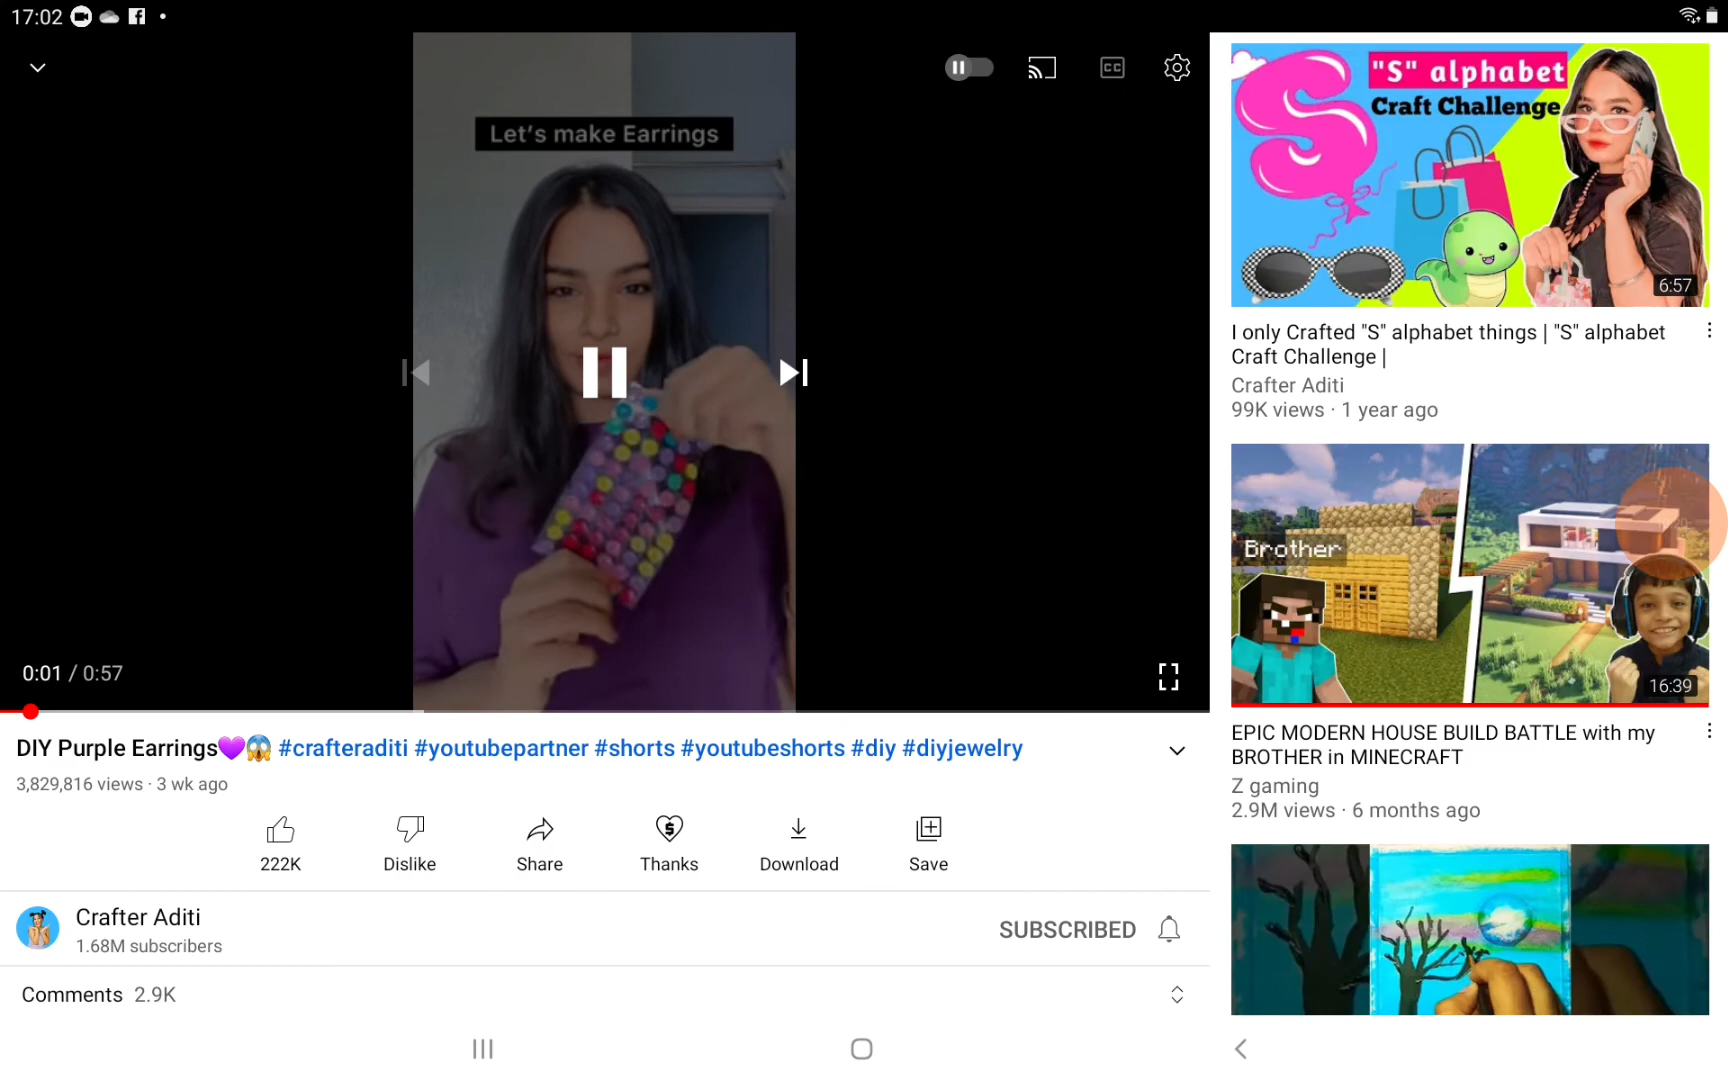 17:02
Let's make Earrings
CC
0:01 / 0:57
DIY Purple Earrings💜😱 #crafteraditi #youtubepartner #shorts #youtubeshorts #diy #diyjewelry
3,829,816 views · 3 wk ago
222K
Dislike
Share
Thanks
Download
Save
Crafter Aditi
1.68M subscribers
SUBSCRIBED
Comments 2.9K
"S" alphabet
Craft Challenge
S
6:57
I only Crafted "S" alphabet things | "S" alphabet
Craft Challenge |
Crafter Aditi
99K views · 1 year ago
Brother
16:39
EPIC MODERN HOUSE BUILD BATTLE with my
BROTHER in MINECRAFT
Z gaming
2.9M views · 6 months ago